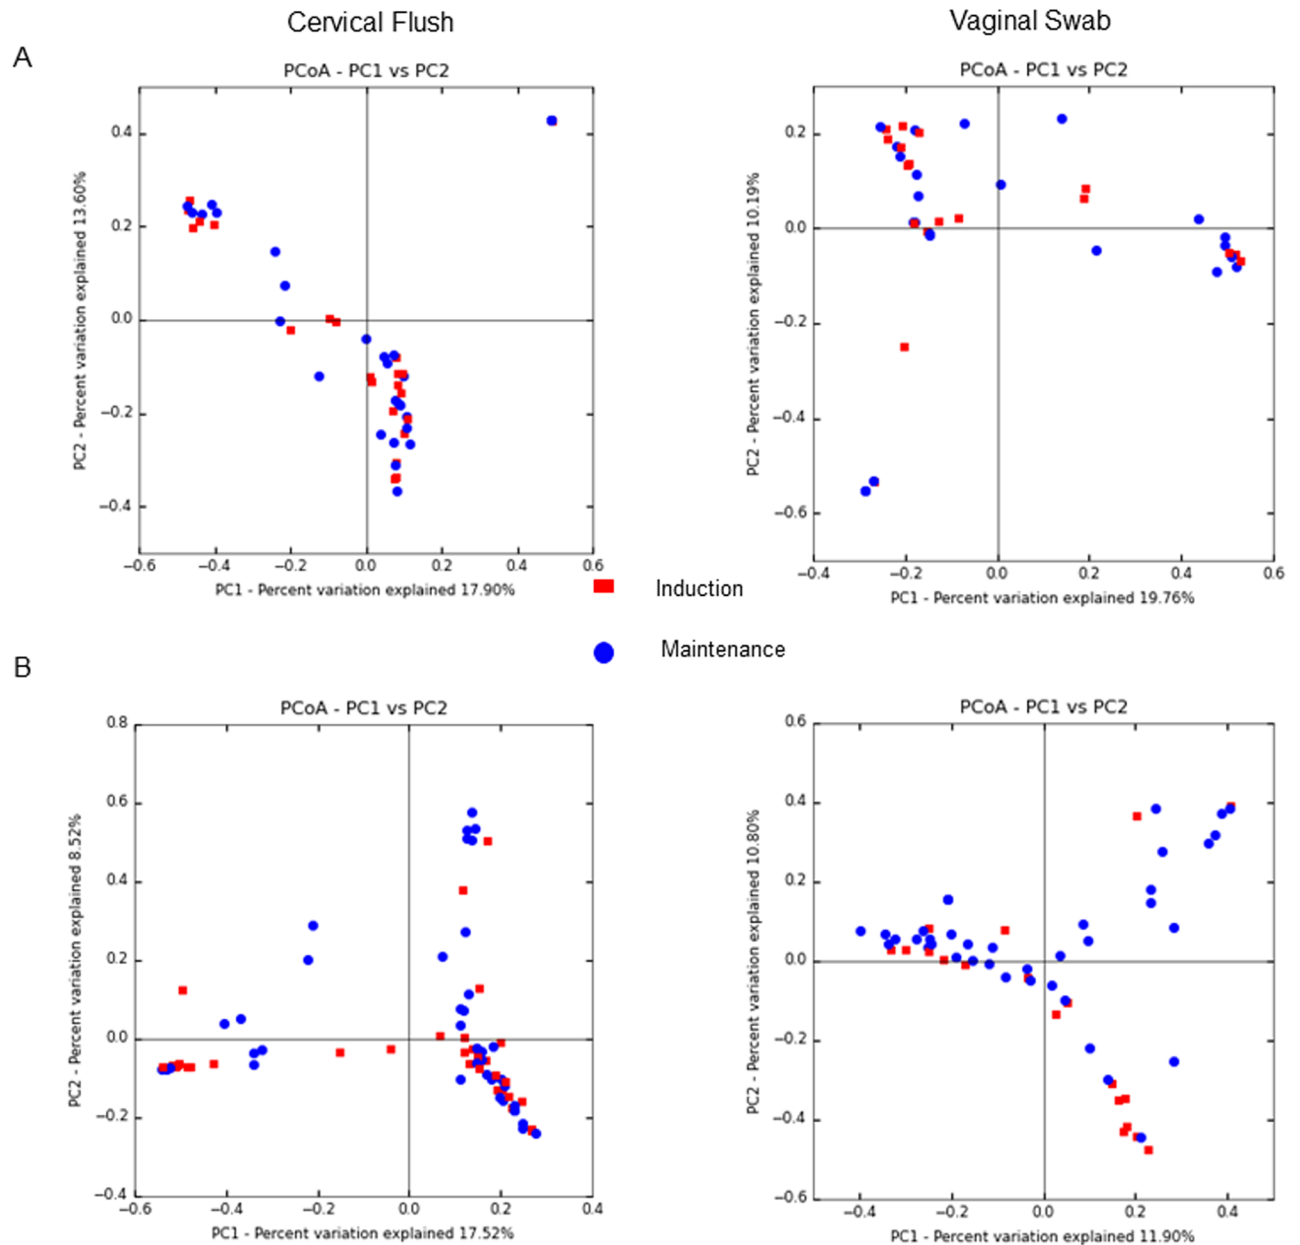 Cervical Flush
Vaginal Swab
A
PCoA - PC1 vs PC2
PCoA - PC1 vs PC2
PC2 - Percent variation explained 13.60%
0.4
0.2
0.0
−0.2
−0.4
−0.6 −0.4 −0.2 0.0 0.2 0.4 0.6
PC1 - Percent variation explained 17.90%
PC2 - Percent variation explained 10.19%
0.2
0.0
−0.2
−0.4
−0.6
−0.4 −0.2 0.0 0.2 0.4 0.6
PC1 - Percent variation explained 19.76%
Induction
Maintenance
B
PCoA - PC1 vs PC2
PCoA - PC1 vs PC2
PC2 - Percent variation explained 8.52%
0.8
0.6
0.4
0.2
0.0
−0.2
−0.4
−0.6 −0.4 −0.2 0.0 0.2 0.4
PC1 - Percent variation explained 17.52%
PC2 - Percent variation explained 10.80%
0.6
0.4
0.2
0.0
−0.2
−0.4
−0.6
−0.4 −0.2 0.0 0.2 0.4
PC1 - Percent variation explained 11.90%